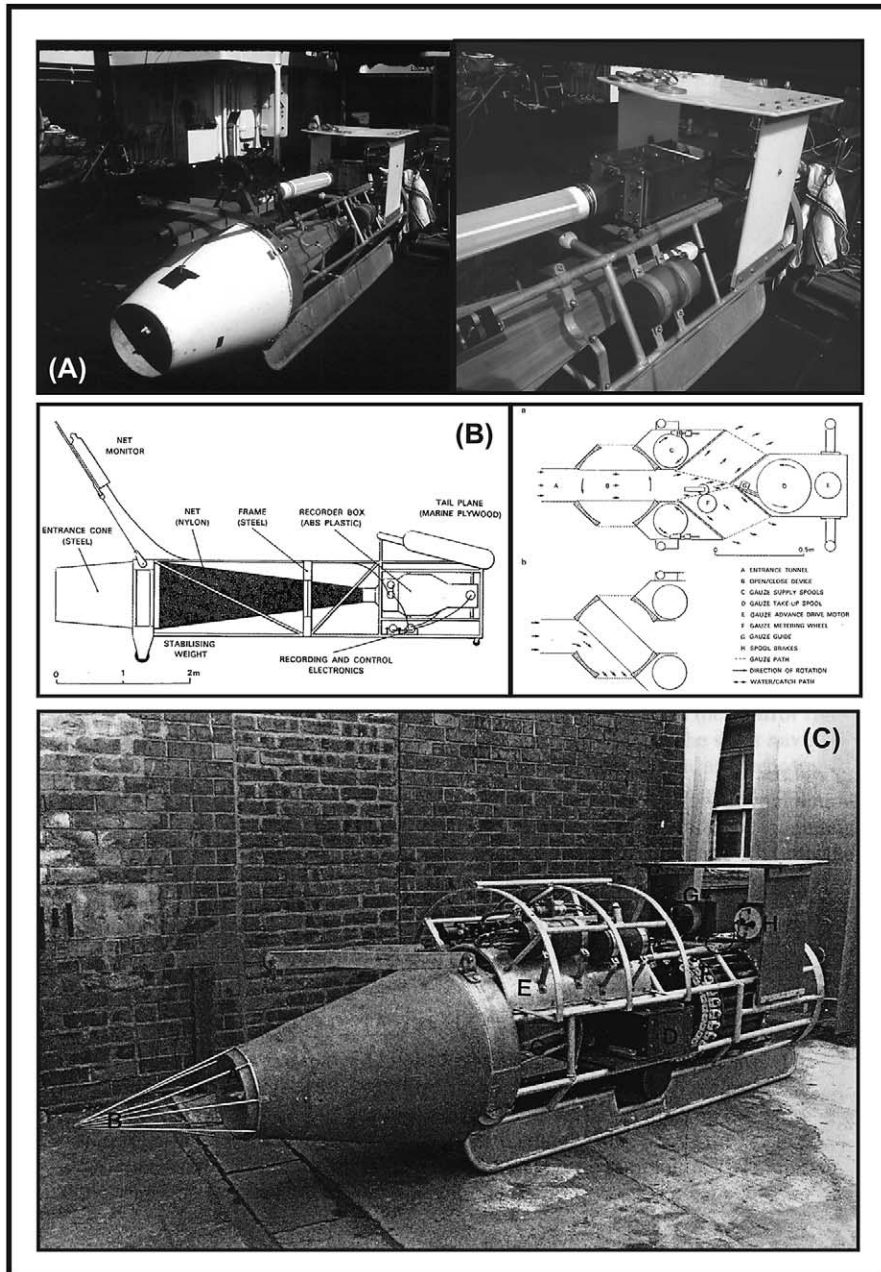 (A)
(B)
NET
MONITOR
ENTRANCE CONE
(STEEL)
NET
(NYLON)
FRAME
(STEEL)
RECORDER BOX
(ABS PLASTIC)
TAIL PLANE
(MARINE PLYWOOD)
STABILISING
WEIGHT
RECORDING AND CONTROL
ELECTRONICS
0 1 2m
a
A
B
C
D
E
F
G
0 0.5m
b
A ENTRANCE TUNNEL
B OPEN/CLOSE DEVICE
C GAUZE SUPPLY SPOOLS
D GAUZE TAKE-UP SPOOL
E GAUZE ADVANCE DRIVE MOTOR
F GAUZE METERING WHEEL
G GAUZE GUIDE
H SPOOL BRAKES
GAUZE PATH
DIRECTION OF ROTATION
WATER/CATCH PATH
(C)
G
H
E
D
B